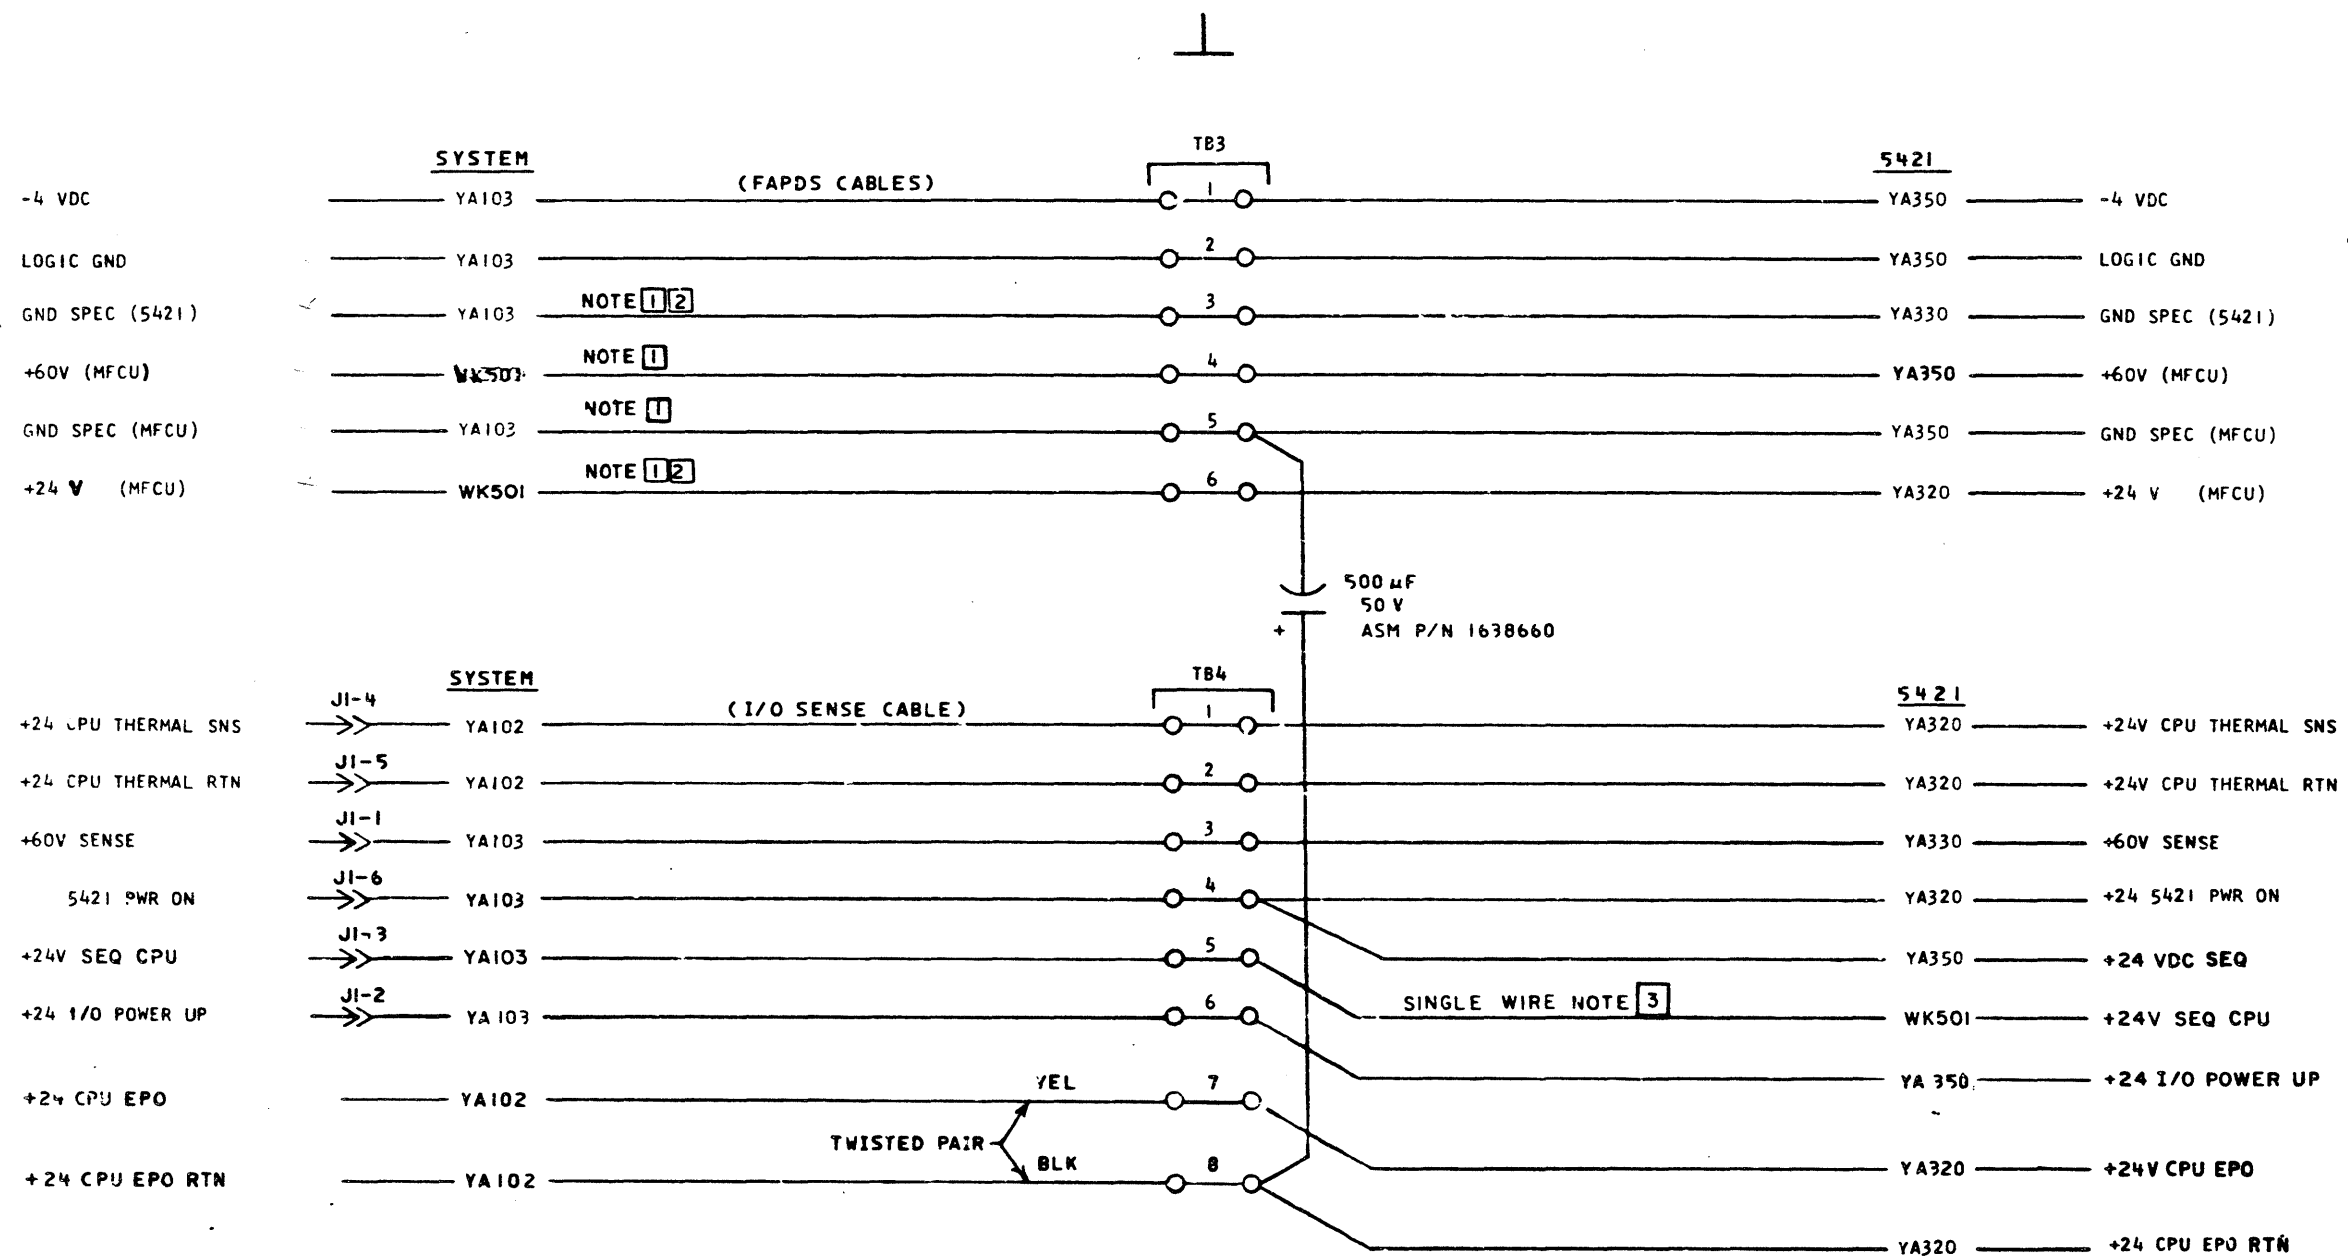 TB3
SYSTEM
5421
(FAPDS CABLES)
-4 VDC YA103 1 YA350 -4 VDC
LOGIC GND YA103 2 YA350 LOGIC GND
NOTE 1 2
GND SPEC (5421) YA103 3 YA330 GND SPEC (5421)
NOTE 1
+60V (MFCU) 4 YA350 +60V (MFCU)
NOTE 1
GND SPEC (MFCU) YA103 5 YA350 GND SPEC (MFCU)
NOTE 1 2
+24 V (MFCU) WK501 6 YA320 +24 V (MFCU)
500 µF
50 V
+ ASM P/N 1638660
TB4
SYSTEM
5421
(I/O SENSE CABLE)
J1-4
+24 CPU THERMAL SNS YA102 1 YA320 +24V CPU THERMAL SNS
J1-5
+24 CPU THERMAL RTN YA102 2 YA320 +24V CPU THERMAL RTN
J1-1
+60V SENSE YA103 3 YA330 +60V SENSE
J1-6
5421 PWR ON YA103 4 YA320 +24 5421 PWR ON
J1-3
+24V SEQ CPU YA103 5 YA350 +24 VDC SEQ
J1-2
SINGLE WIRE NOTE 3
+24 I/O POWER UP YA103 6 WK501 +24V SEQ CPU
YEL
YA350 +24 I/O POWER UP
+24 CPU EPO YA102 7
TWISTED PAIR
BLK
YA320 +24V CPU EPO
+24 CPU EPO RTN YA102 8
YA320 +24 CPU EPO RTN